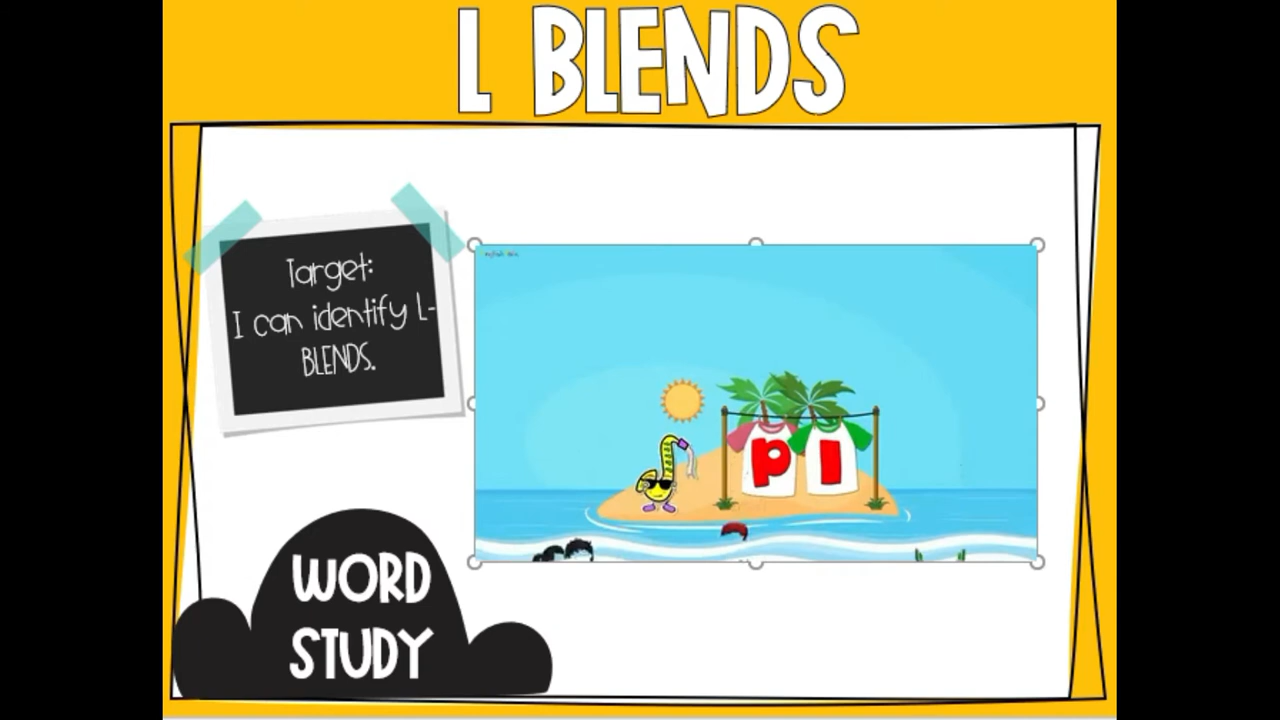 L BLENDS
Target:
I can identify L-
BLENDS.
pl
WORD
STUDY